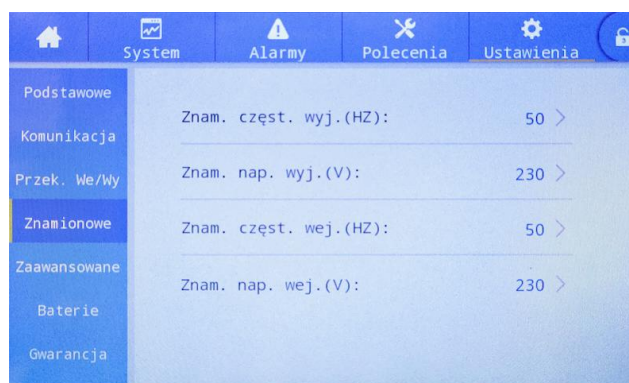 System
Alarmy
Polecenia
Ustawienia
Podstawowe
Komunikacja
Przek. We/Wy
Znamionowe
Zaawansowane
Baterie
Gwarancja
Znam. częst. wyj.(HZ): 50
Znam. nap. wyj.(V): 230
Znam. częst. wej.(HZ): 50
Znam. nap. wej.(V): 230